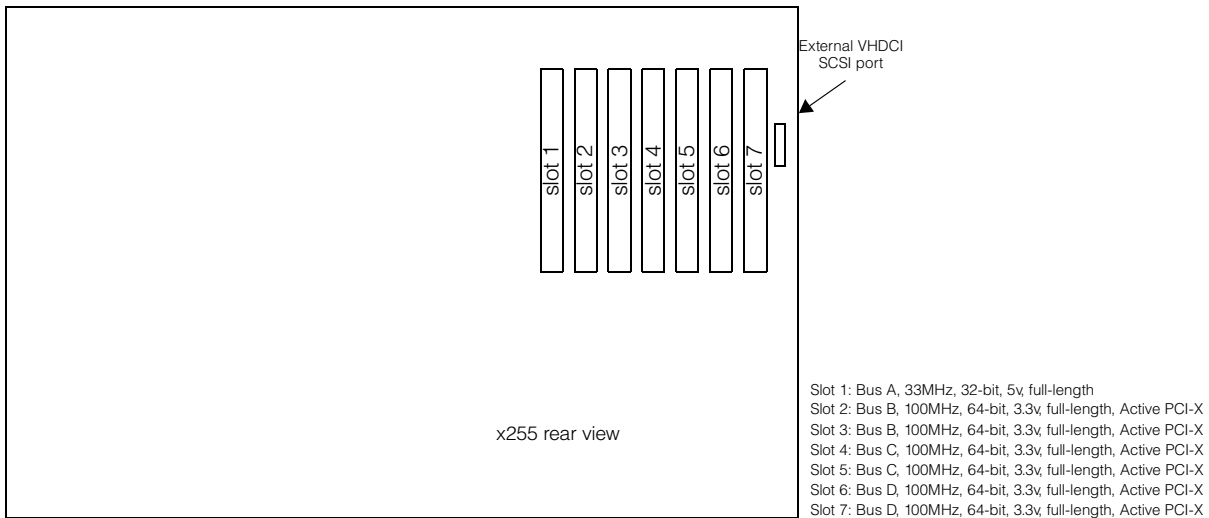 External VHDCI
SCSI port
slot 1
slot 2
slot 3
slot 4
slot 5
slot 6
slot 7
x255 rear view
Slot 1: Bus A, 33MHz, 32-bit, 5v, full-length
Slot 2: Bus B, 100MHz, 64-bit, 3.3v, full-length, Active PCI-X
Slot 3: Bus B, 100MHz, 64-bit, 3.3v, full-length, Active PCI-X
Slot 4: Bus C, 100MHz, 64-bit, 3.3v, full-length, Active PCI-X
Slot 5: Bus C, 100MHz, 64-bit, 3.3v, full-length, Active PCI-X
Slot 6: Bus D, 100MHz, 64-bit, 3.3v, full-length, Active PCI-X
Slot 7: Bus D, 100MHz, 64-bit, 3.3v, full-length, Active PCI-X